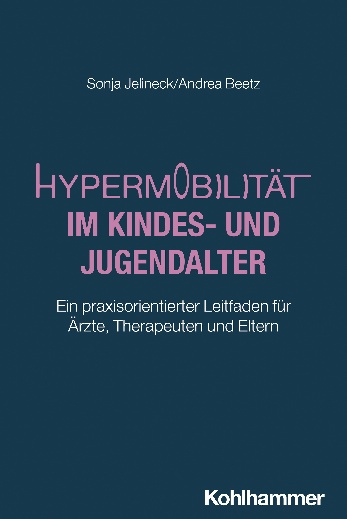 Sonja Jelineck/Andrea Beetz
HYPERMOBILITÄT
IM KINDES- UND
JUGENDALTER
Ein praxisorientierter Leitfaden für
Ärzte, Therapeuten und Eltern
Kohlhammer